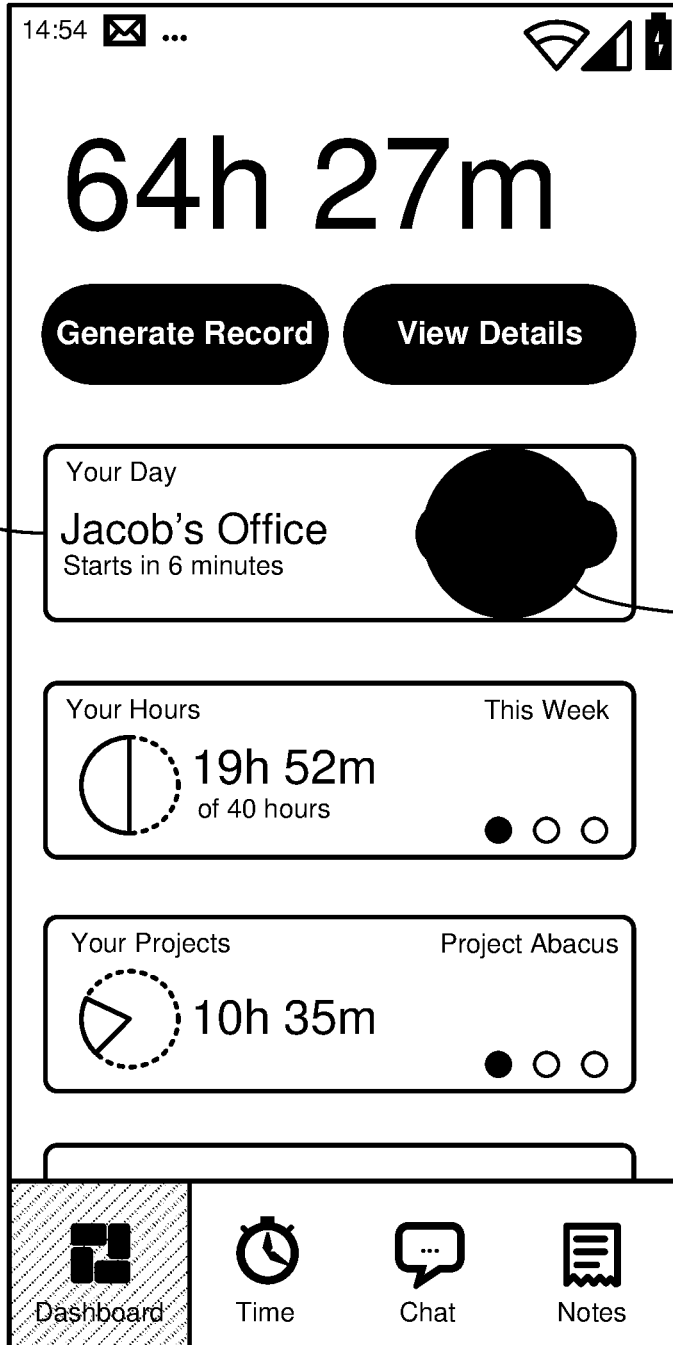 14:54
64h 27m
Generate Record
View Details
Your Day
Jacob's Office
Starts in 6 minutes
Your Hours
This Week
19h 52m
of 40 hours
Your Projects
Project Abacus
10h 35m
Dashboard
Time
Chat
Notes